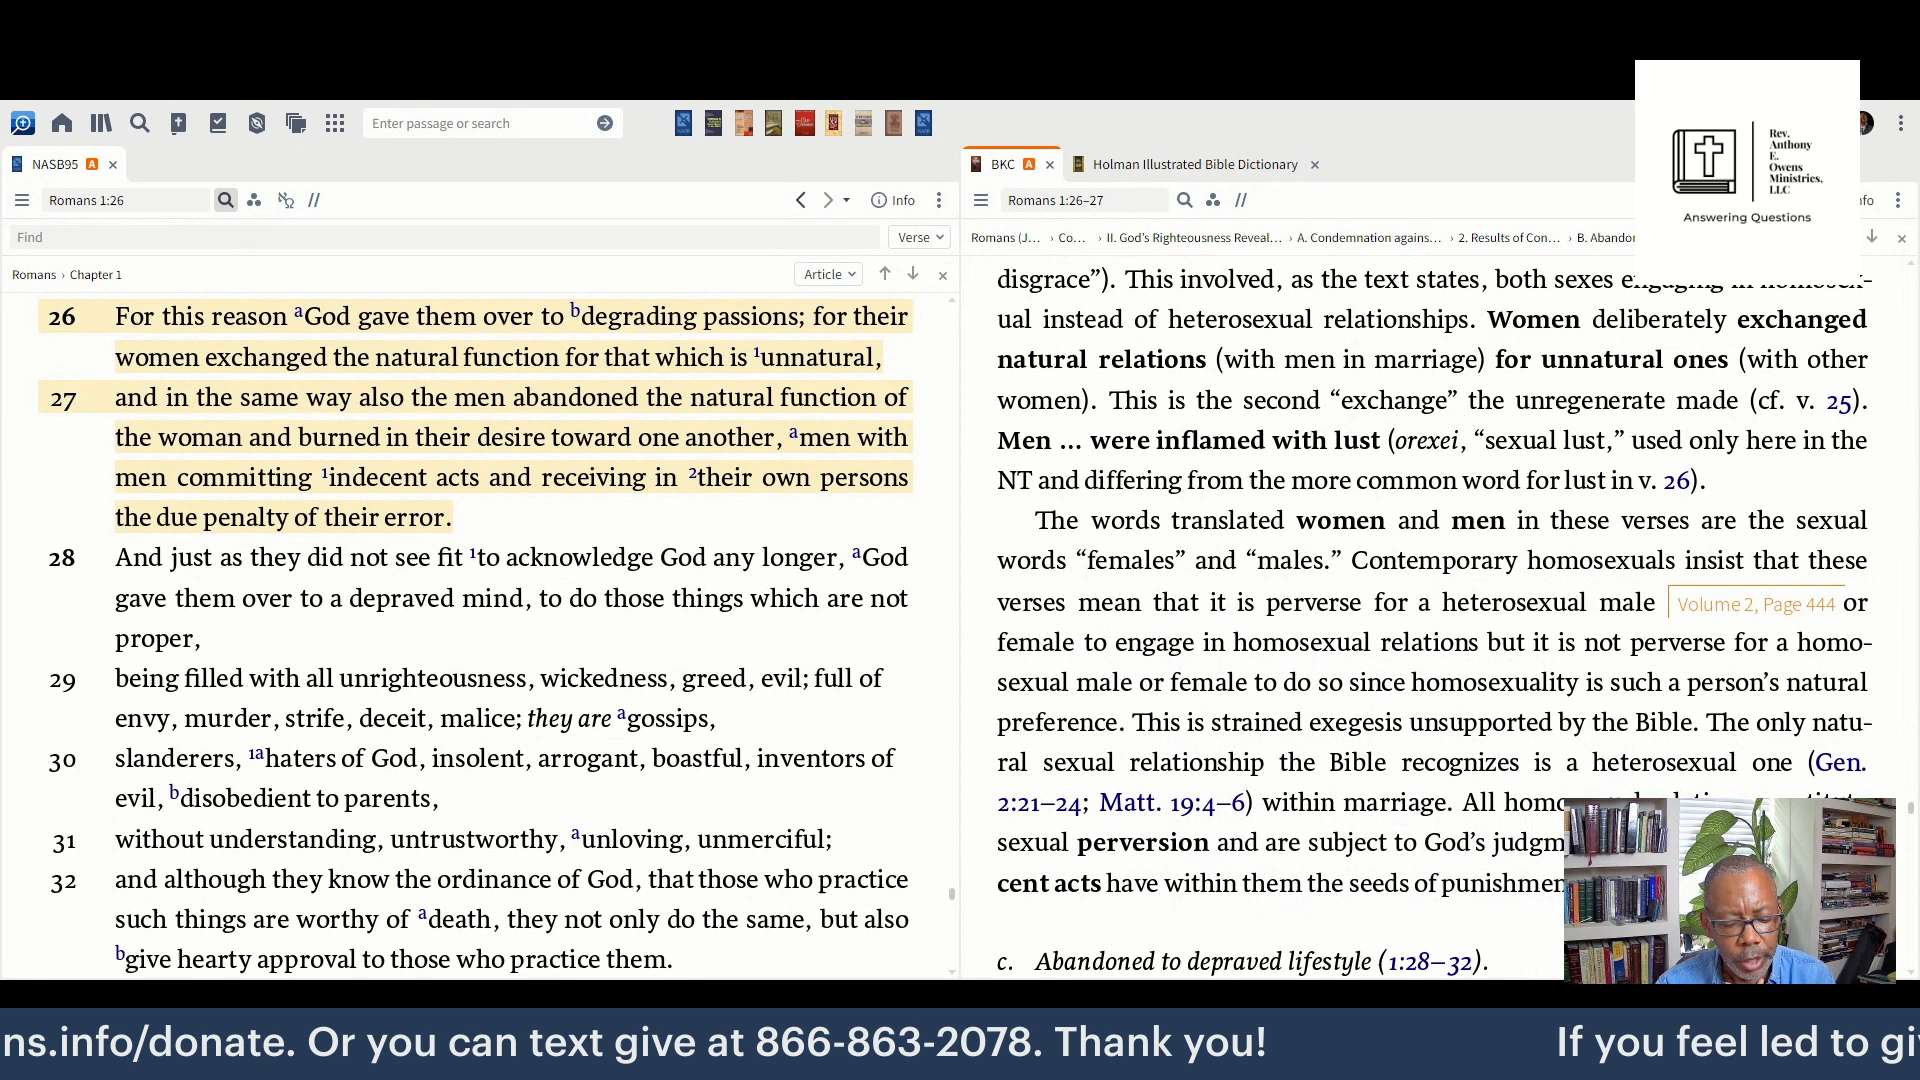 Enter passage or search
NASB95 A
Romans 1:26
Info
Find
Verse
Romans › Chapter 1
Article
26 For this reason aGod gave them over to bdegrading passions; for their
women exchanged the natural function for that which is 1unnatural,
27 and in the same way also the men abandoned the natural function of
the woman and burned in their desire toward one another, amen with
men committing 1indecent acts and receiving in 2their own persons
the due penalty of their error.
28 And just as they did not see fit 1to acknowledge God any longer, aGod
gave them over to a depraved mind, to do those things which are not
proper,
29 being filled with all unrighteousness, wickedness, greed, evil; full of
envy, murder, strife, deceit, malice; they are agossips,
30 slanderers, 1ahaters of God, insolent, arrogant, boastful, inventors of
evil, bdisobedient to parents,
31 without understanding, untrustworthy, aunloving, unmerciful;
32 and although they know the ordinance of God, that those who practice
such things are worthy of adeath, they not only do the same, but also
bgive hearty approval to those who practice them.
BKC A
Holman Illustrated Bible Dictionary
Romans 1:26–27
nfo
Romans (J... › Co... › II. God's Righteousness Reveal... › A. Condemnation agains... › 2. Results of Con... › B. Abandon
disgrace”). This involved, as the text states, both sexes engaging in homosex-
ual instead of heterosexual relationships. Women deliberately exchanged
natural relations (with men in marriage) for unnatural ones (with other
women). This is the second “exchange” the unregenerate made (cf. v. 25).
Men ... were inflamed with lust (orexei, “sexual lust,” used only here in the
NT and differing from the more common word for lust in v. 26).
The words translated women and men in these verses are the sexual
words “females” and “males.” Contemporary homosexuals insist that these
verses mean that it is perverse for a heterosexual male Volume 2, Page 444 or
female to engage in homosexual relations but it is not perverse for a homo-
sexual male or female to do so since homosexuality is such a person’s natural
preference. This is strained exegesis unsupported by the Bible. The only natu-
ral sexual relationship the Bible recognizes is a heterosexual one (Gen.
2:21–24; Matt. 19:4–6) within marriage. All homo
sexual perversion and are subject to God’s judgm
cent acts have within them the seeds of punishmen
c. Abandoned to depraved lifestyle (1:28–32).
Rev.
Anthony
E.
Owens
Ministries,
LLC
Answering Questions
ns.info/donate. Or you can text give at 866-863-2078. Thank you! If you feel led to giv